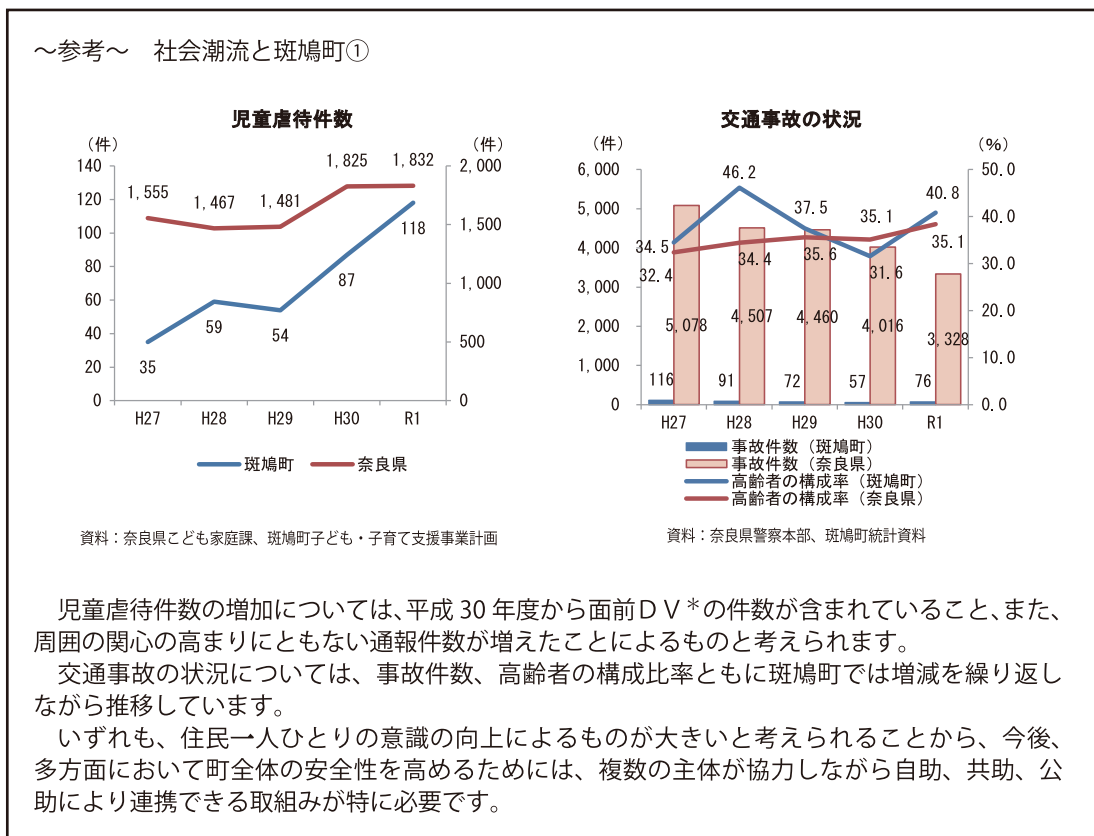 ～参考～　社会潮流と斑鳩町①
児童虐待件数
（件）
（件）
140
120
100
80
60
40
20
0
2,000
1,500
1,000
500
0
1,555
1,467
1,481
1,825
1,832
35
59
54
87
118
H27
H28
H29
H30
R1
斑鳩町
奈良県
資料：奈良県こども家庭課、斑鳩町子ども・子育て支援事業計画
交通事故の状況
（件）
（%）
6,000
5,000
4,000
3,000
2,000
1,000
0
50.0
40.0
30.0
20.0
10.0
0.0
46.2
40.8
37.5
35.1
34.5
32.4
34.4
35.6
31.6
35.1
5,078
4,507
4,460
4,016
3,328
116
91
72
57
76
H27
H28
H29
H30
R1
事故件数（斑鳩町）
事故件数（奈良県）
高齢者の構成率（斑鳩町）
高齢者の構成率（奈良県）
資料：奈良県警察本部、斑鳩町統計資料
児童虐待件数の増加については、平成 30 年度から面前ＤＶ＊の件数が含まれていること、また、
周囲の関心の高まりにともない通報件数が増えたことによるものと考えられます。
交通事故の状況については、事故件数、高齢者の構成比率ともに斑鳩町では増減を繰り返し
ながら推移しています。
いずれも、住民一人ひとりの意識の向上によるものが大きいと考えられることから、今後、
多方面において町全体の安全性を高めるためには、複数の主体が協力しながら自助、共助、公
助により連携できる取組みが特に必要です。